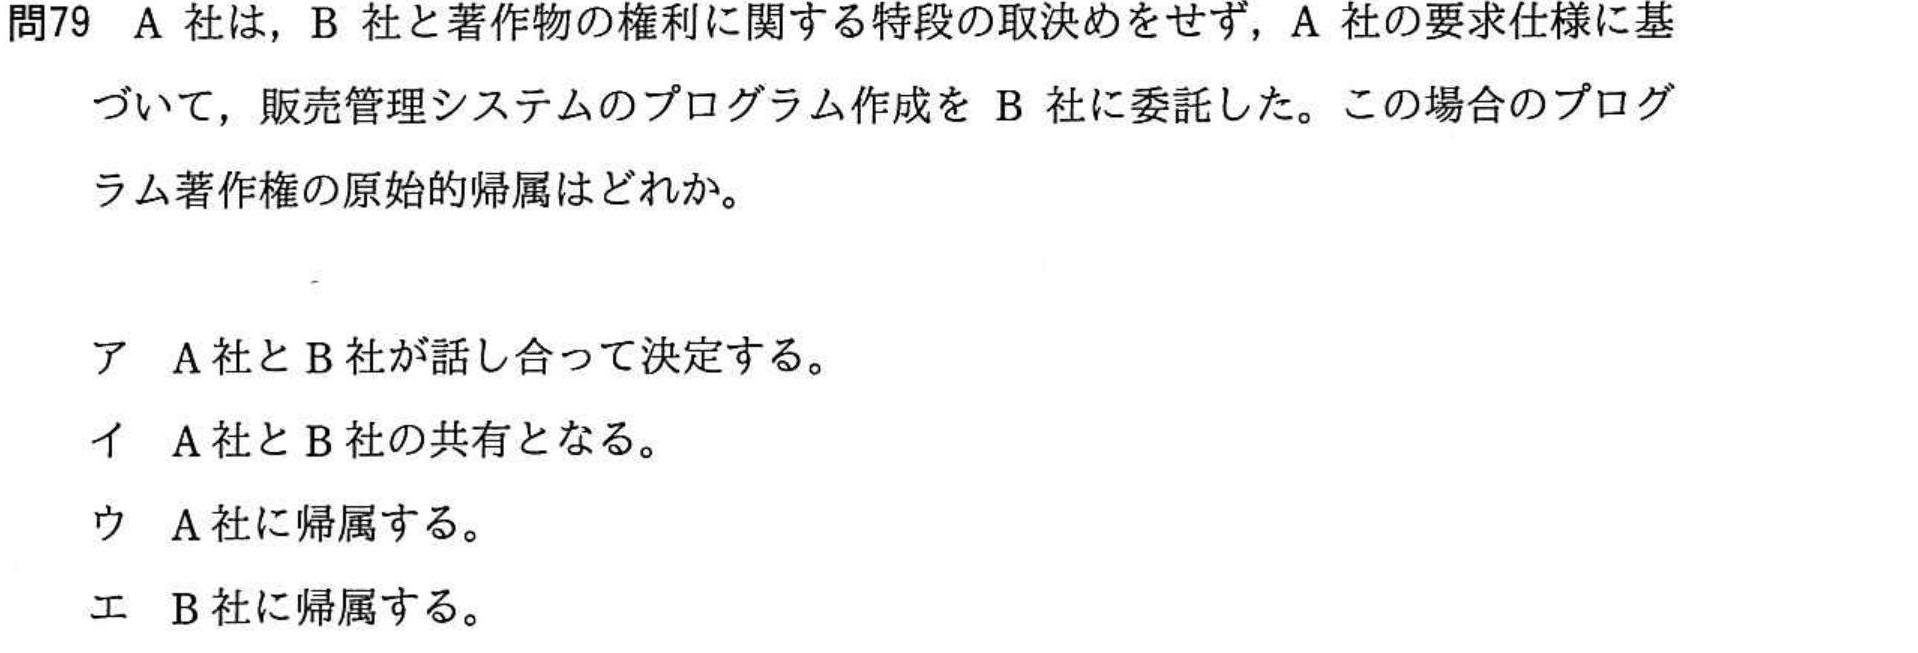 問79 A 社は，B 社と著作物の権利に関する特段の取決めをせず，A 社の要求仕様に基
づいて，販売管理システムのプログラム作成を B 社に委託した。この場合のプログ
ラム著作権の原始的帰属はどれか。
ア A 社と B 社が話し合って決定する。
イ A 社と B 社の共有となる。
ウ A 社に帰属する。
エ B 社に帰属する。